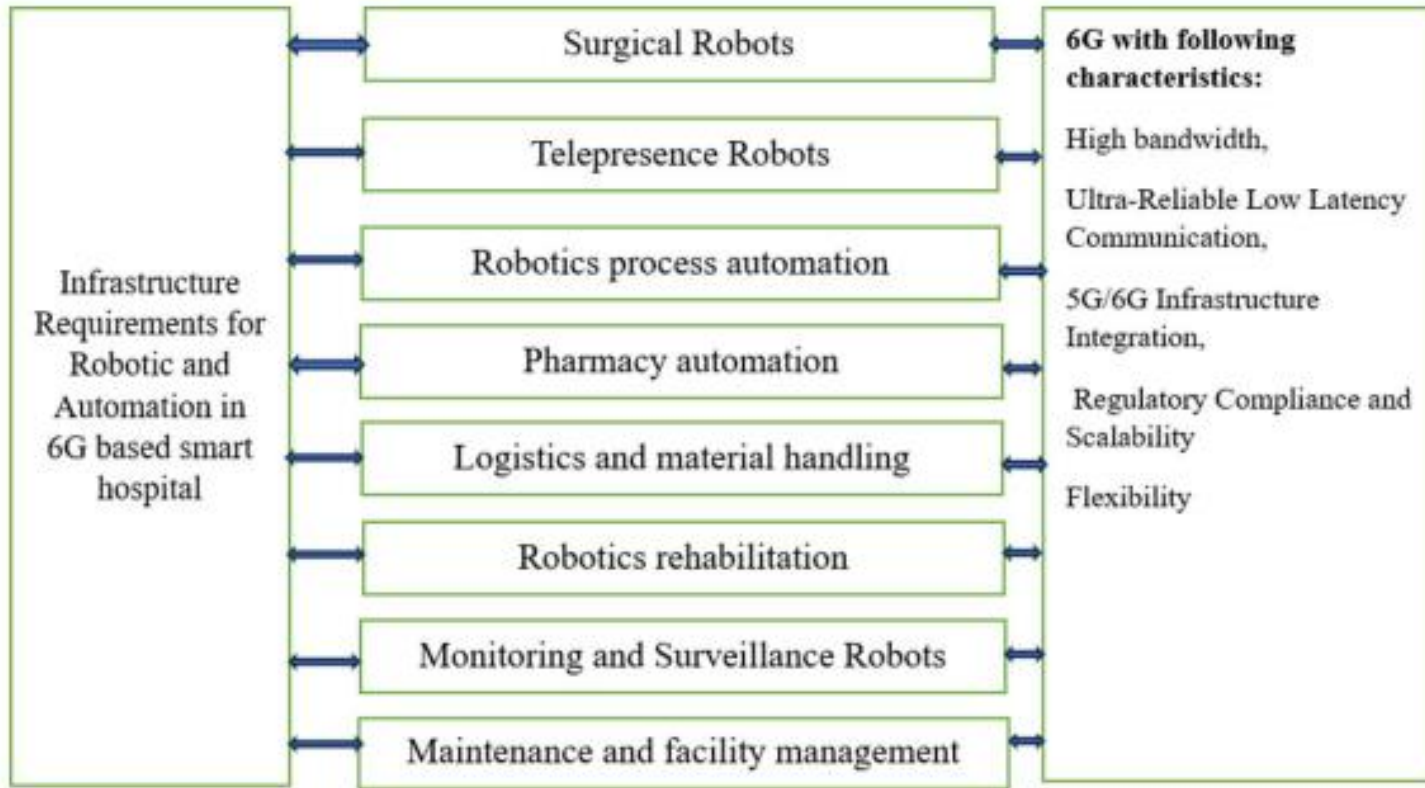 Infrastructure
Requirements for
Robotic and
Automation in
6G based smart
hospital
Surgical Robots
Telepresence Robots
Robotics process automation
Pharmacy automation
Logistics and material handling
Robotics rehabilitation
Monitoring and Surveillance Robots
Maintenance and facility management
6G with following
characteristics:
High bandwidth,
Ultra-Reliable Low Latency
Communication,
5G/6G Infrastructure
Integration,
Regulatory Compliance and
Scalability
Flexibility